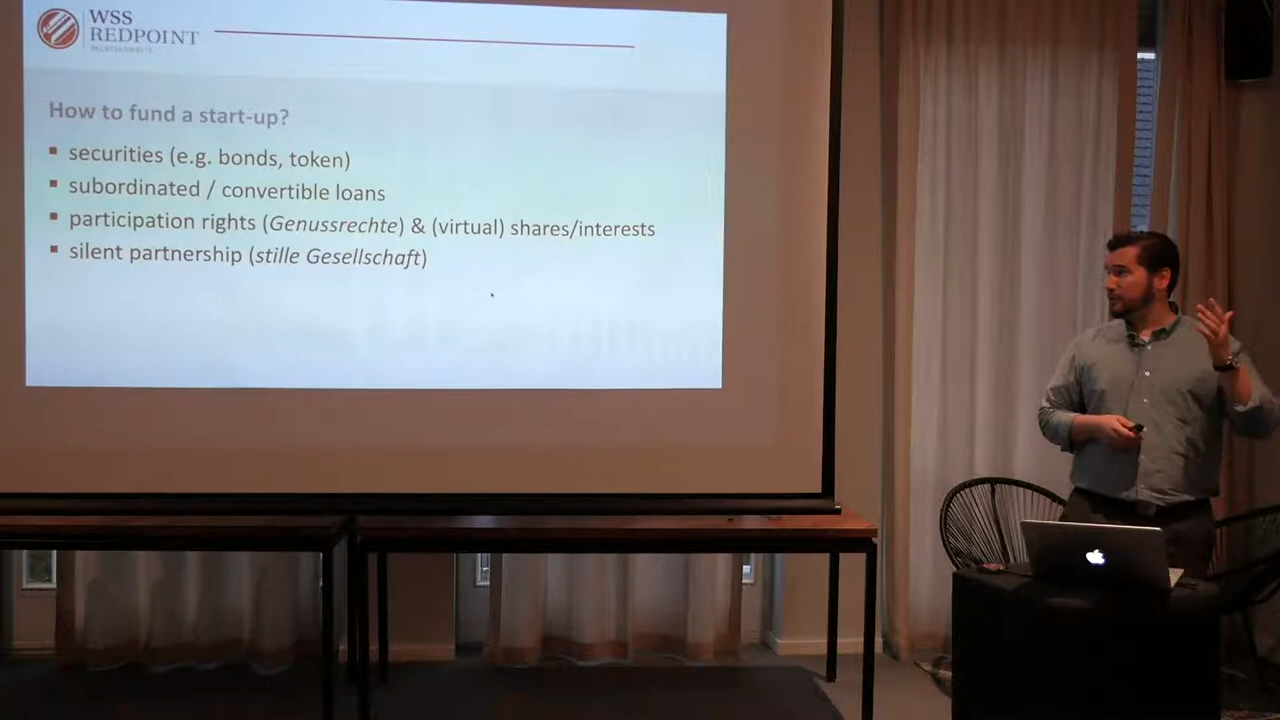 WSS
REDPOINT
RECHTSANWÄLTE
How to fund a start-up?
securities (e.g. bonds, token)
subordinated / convertible loans
participation rights (Genussrechte) & (virtual) shares/interests
silent partnership (stille Gesellschaft)